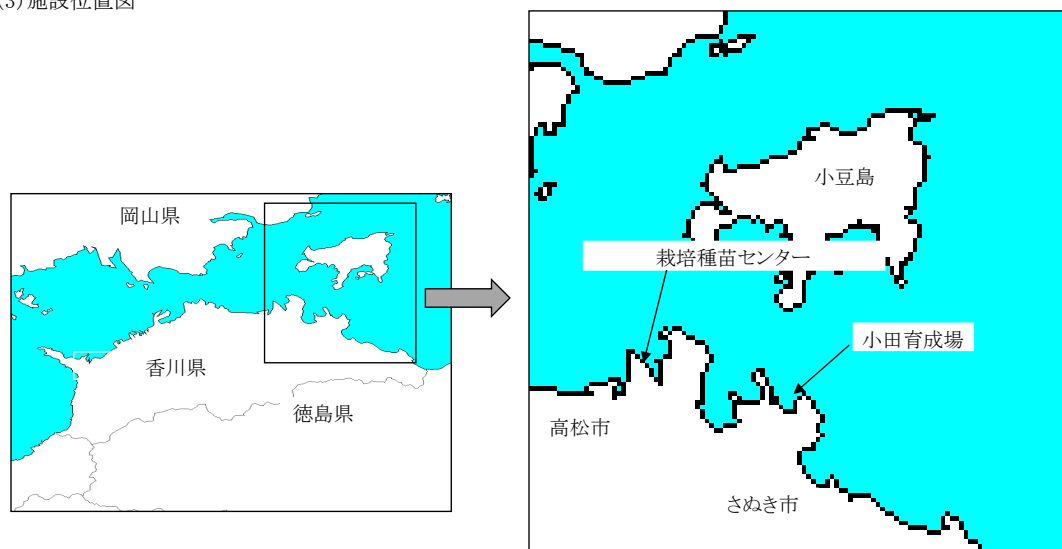 (3)施設位置図
岡山県
香川県
徳島県
小豆島
栽培種苗センター
小田育成場
高松市
さぬき市